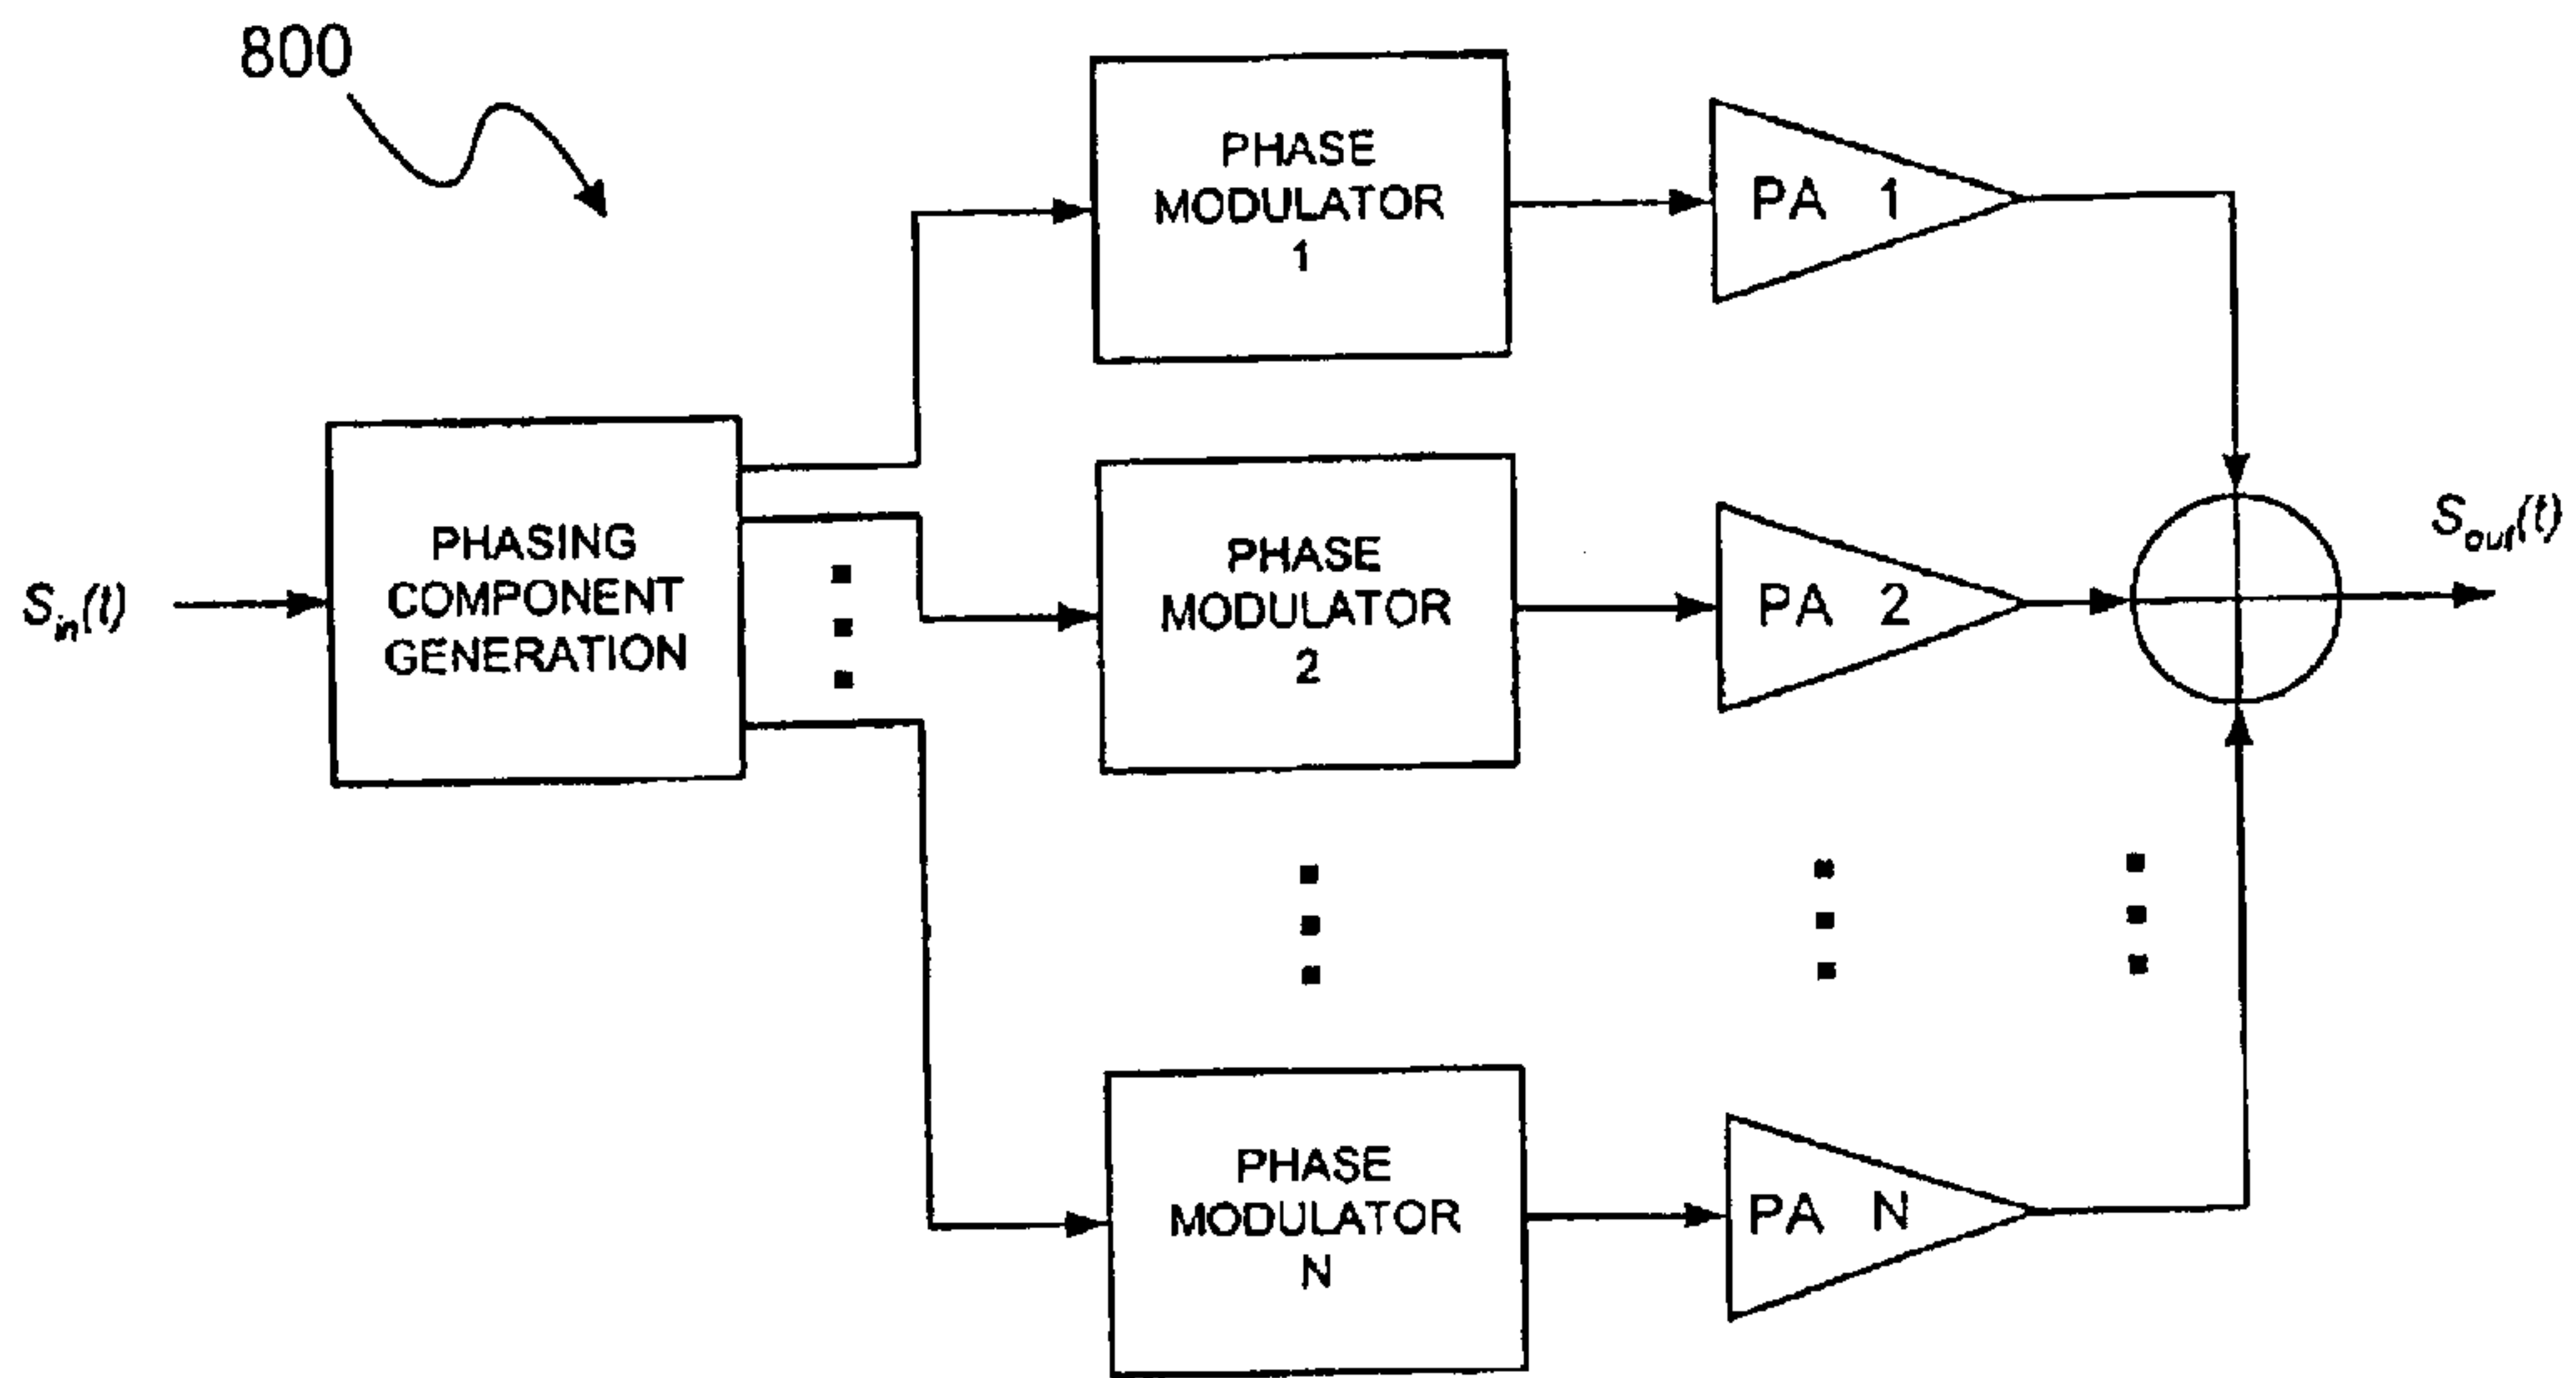 800
PHASE
MODULATOR
1
PA 1
PHASING
COMPONENT
GENERATION
S_in(t)
PHASE
MODULATOR
2
PA 2
S_out(t)
PHASE
MODULATOR
N
PA N